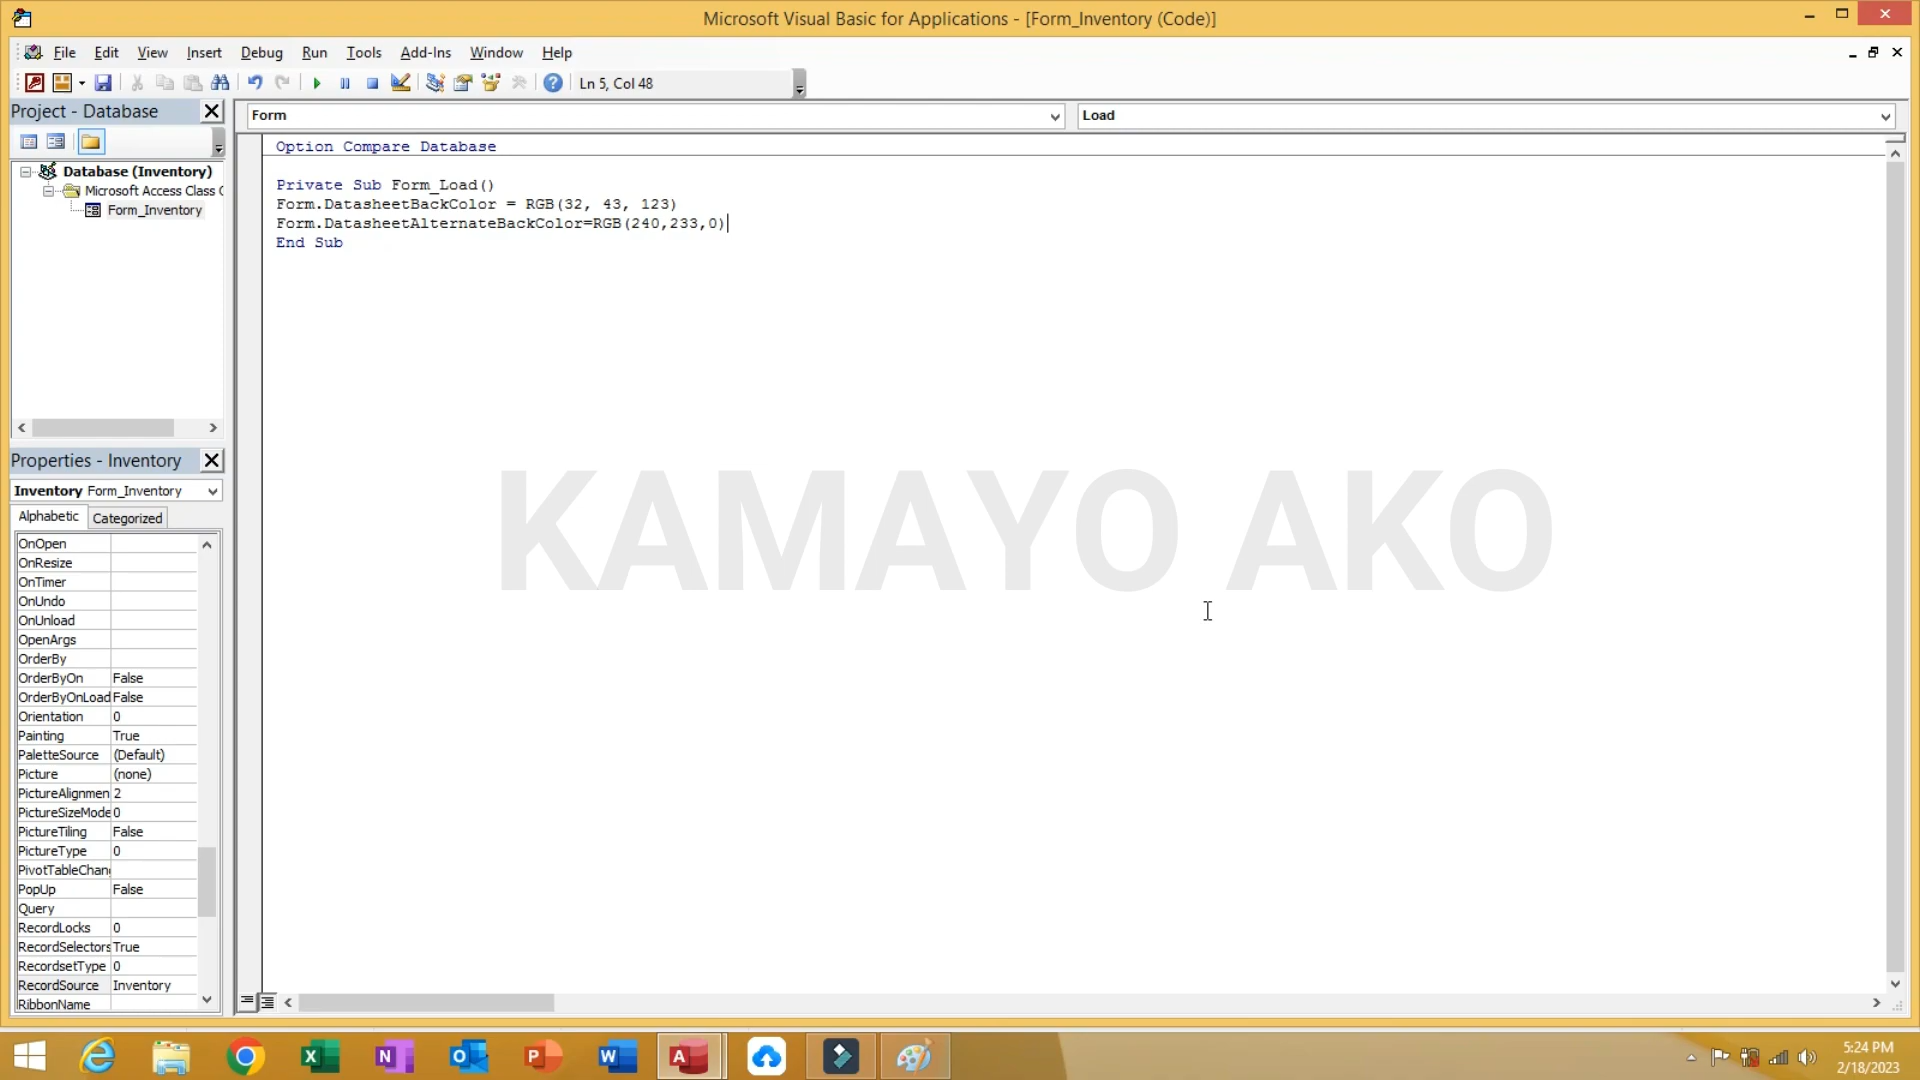 Microsoft Visual Basic for Applications - [Form_Inventory (Code)]
File Edit View Insert Debug Run Tools Add-Ins Window Help
Ln 5, Col 48
Project - Database
Database (Inventory)
Microsoft Access Class
Form_Inventory
Form
Load
Option Compare Database
Private Sub Form_Load()
Form.DatasheetBackColor = RGB(32, 43, 123)
Form.DatasheetAlternateBackColor=RGB(240,233,0)
End Sub
KAMAYO AKO
Properties - Inventory
Inventory Form_Inventory
Alphabetic Categorized
OnOpen
OnResize
OnTimer
OnUndo
OnUnload
OpenArgs
OrderBy
OrderByOn False
OrderByOnLoad False
Orientation 0
Painting True
PaletteSource (Default)
Picture (none)
PictureAlignmen 2
PictureSizeMode 0
PictureTiling False
PictureType 0
PivotTableChan
PopUp False
Query
RecordLocks 0
RecordSelectors True
RecordsetType 0
RecordSource Inventory
RibbonName
5:24 PM
2/18/2023